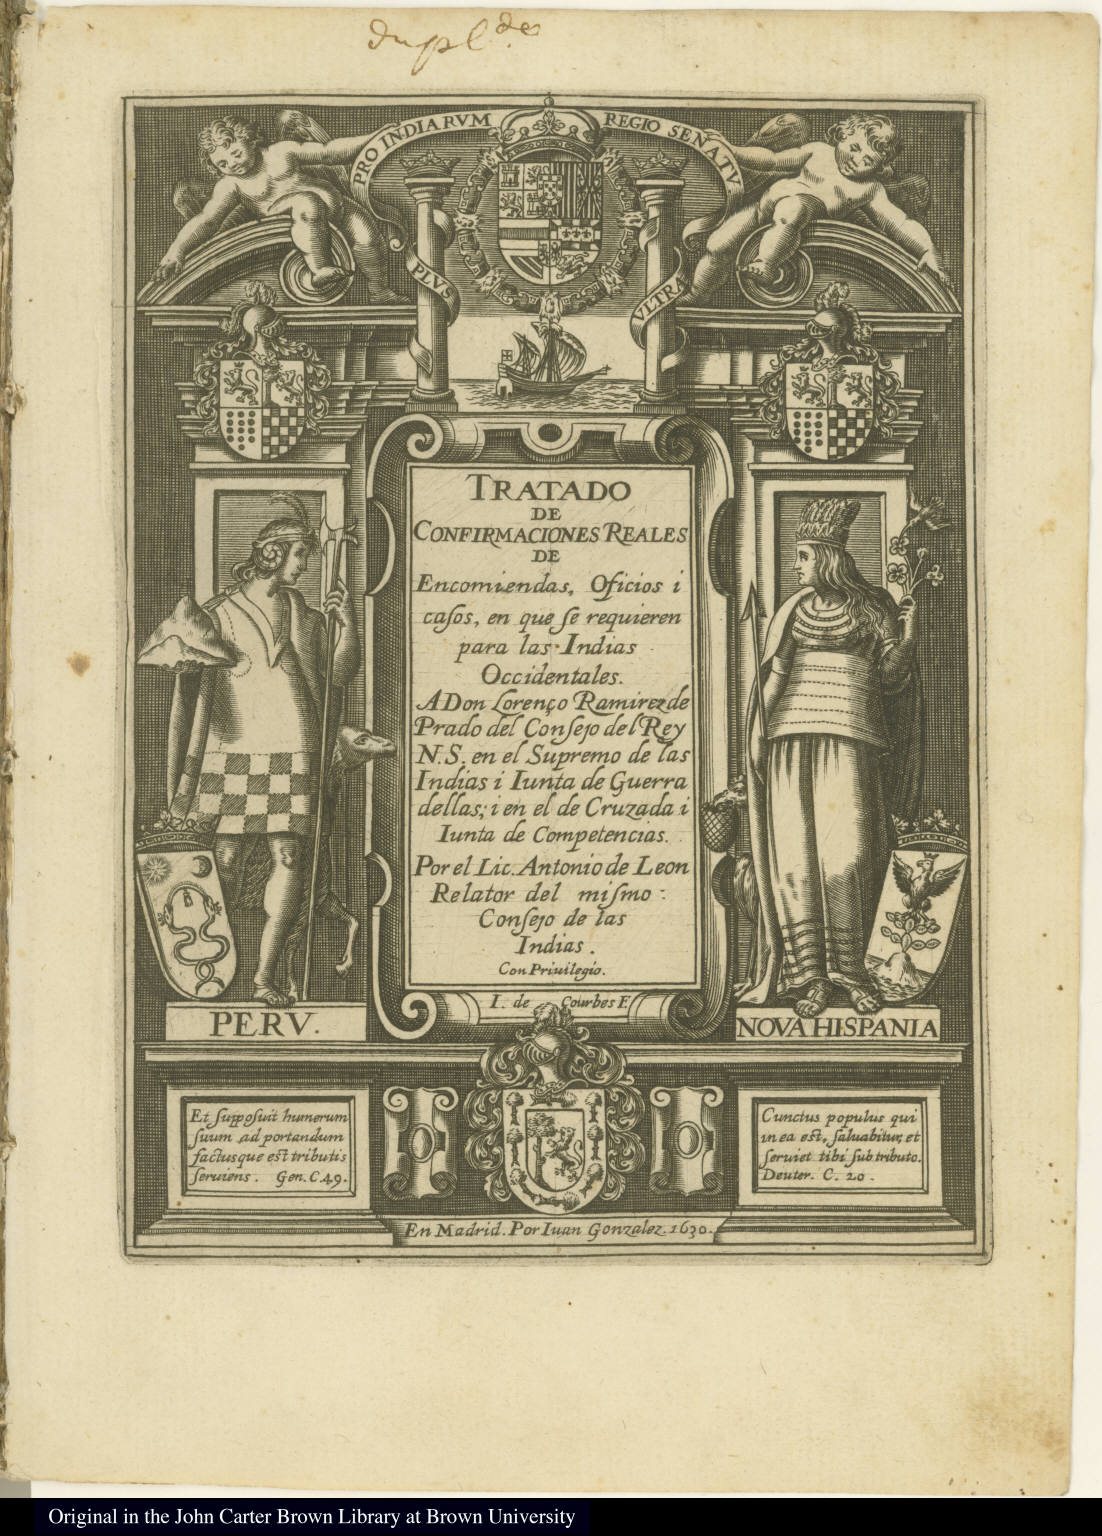 dupl.do
PRO INDIARVM REGIO SENATV
PLVS VLTRA
TRATADO
DE
CONFIRMACIONES REALES
DE
Encomiendas, Oficios i
caſos, en que ſe requieren
para las Indias
Occidentales.
A Don Lorenço Ramirez de
Prado del Conſejo del Rey
N.S. en el Supremo de las
Indias i Iunta de Guerra
dellas; i en el de Cruzada i
Iunta de Competencias.
Por el Lic. Antonio de Leon
Relator del miſmo
Conſejo de las
Indias.
Con Priuilegio.
I. de Courbes F.
PERV.
NOVA HISPANIA
Et ſuppoſuit humerum
ſuum ad portandum
factusque est tributis
ſeruiens. Gen. C.49.
Cunctus populus qui
in ea est, ſaluabitur, et
ſeruiet tibi ſub tributo.
Deuter. C. 20.
En Madrid. Por Iuan Gonzalez. 1630.
Original in the John Carter Brown Library at Brown University